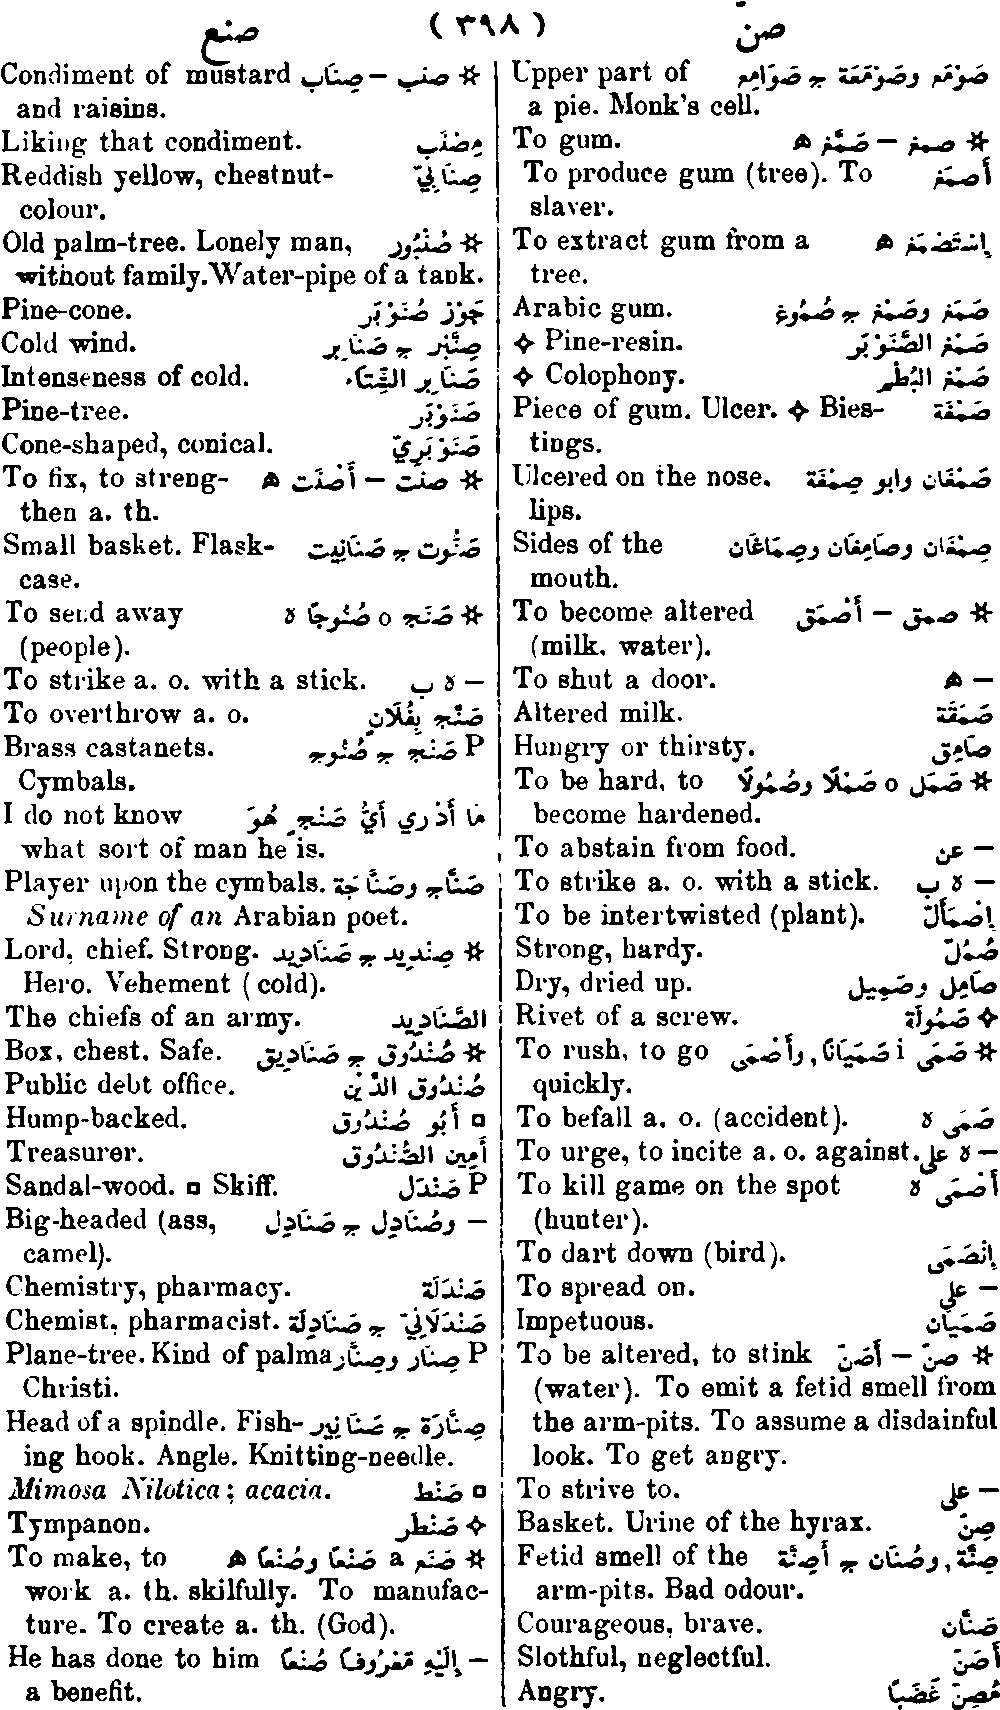 صنع (٣٩٨) صنّ
Upper part of صَوْمَع وصَوْمَعَة ج صَوَامِع
a pie. Monk's cell.
To gum. * صمغ – صَمَّغ ه
To produce gum (tree). To أَصمَغ
slaver.
To extract gum from a إِسْتَصْمَغ ه
tree.
Arabic gum. صَمَغ وصَمْغ ج صُمُوغ
✧ Pine-resin. صَمْغ الصَّنَوْبَر
✧ Colophony. صَمْغ البُطْم
Piece of gum. Ulcer. ✧ Bies- صَمْغَة
tings.
Ulcered on the nose, صَمْغَان وابو صِمْغَة
lips.
Sides of the صِمْغَان وصَامِغَان وصِمَاغَان
mouth.
To become altered * صمق – أَصْمَق
(milk, water).
To shut a door. – ه
Altered milk. صَمَقَة
Hungry or thirsty. صَامِق
To be hard, to * صَمَل o صَمْلًا وصُمُولًا
become hardened.
To abstain from food. – عن
To strike a. o. with a stick. – ه ب
To be intertwisted (plant). إِصْمَأَلّ
Strong, hardy. صُمُلّ
Dry, dried up. صَامِل وصَمِيل
Rivet of a screw. ✧ صَمُولَة
To rush, to go * صَمَى i صَمَيَانًا, وأَصْمَى
quickly.
To befall a. o. (accident). صَمَى ه
To urge, to incite a. o. against. – ه على
To kill game on the spot أَصْمَى ه
(hunter).
To dart down (bird). إِنْصَمَى
To spread on. – على
Impetuous. صَمَيَان
To be altered, to stink * صنّ – أَصَنّ
(water). To emit a fetid smell from
the arm-pits. To assume a disdainful
look. To get angry.
To strive to. – على
Basket. Urine of the hyrax. صِنّ
Fetid smell of the صِنَّة, وصُنَان ج أَصِنَّة
arm-pits. Bad odour.
Courageous, brave. صَنَّان
Slothful, neglectful. أَصَنّ
Angry. مُصِنّ غَضَبًا
Condiment of mustard * صنب – صِنَاب
and raisins.
Liking that condiment. مِصْنَب
Reddish yellow, chestnut- صِنَابِيّ
colour.
Old palm-tree. Lonely man, * صُنْبُور
without family. Water-pipe of a tank.
Pine-cone. جَوْز صَنَوْبَر
Cold wind. صِنَّبْر ج صَنَابِر
Intenseness of cold. صَنَابِر الشِّتَاء
Pine-tree. صَنَوْبَر
Cone-shaped, conical. صَنَوْبَرِيّ
To fix, to streng- * صنت – أَصْنَت ه
then a. th.
Small basket. Flask- صَنُّوت ج صَنَانِيت
case.
To send away * صَنَج o صُنُوجًا ه
(people).
To strike a. o. with a stick. – ه ب
To overthrow a. o. صَنَّج بِفُلَان
Brass castanets. P صَنْج ج صُنُوج
Cymbals.
I do not know مَا أَدْرِي أَيُّ صَنْجٍ هُوَ
what sort of man he is.
Player upon the cymbals. صَنَّاج وصَنَّاجَة
Surname of an Arabian poet.
Lord, chief. Strong. * صِنْدِيد ج صَنَادِيد
Hero. Vehement (cold).
The chiefs of an army. الصَّنَادِيد
Box, chest. Safe. * صُنْدُوق ج صَنَادِيق
Public debt office. صُنْدُوق الدَّيْن
Hump-backed. □ أَبُو صُنْدُوق
Treasurer. أَمِين الصُّنْدُوق
Sandal-wood. □ Skiff. P صَنْدَل
Big-headed (ass, – وصُنَادِل ج صَنَادِل
camel).
Chemistry, pharmacy. صَنْدَلَة
Chemist, pharmacist. صَنْدَلَانِيّ ج صَنَادِلَة
Plane-tree. Kind of palma P صِنَار وصِنَّار
Christi.
Head of a spindle. Fish- صِنَّارَة ج صَنَانِير
ing hook. Angle. Knitting-needle.
Mimosa Nilotica; acacia. □ صَنْط
Tympanon. ✧ صَنْطر
To make, to * صَنَع a صَنْعًا وصُنْعًا ه
work a. th. skilfully. To manufac-
ture. To create a. th. (God).
He has done to him – إِلَيْهِ مَعْرُوفًا صُنْعًا
a benefit.